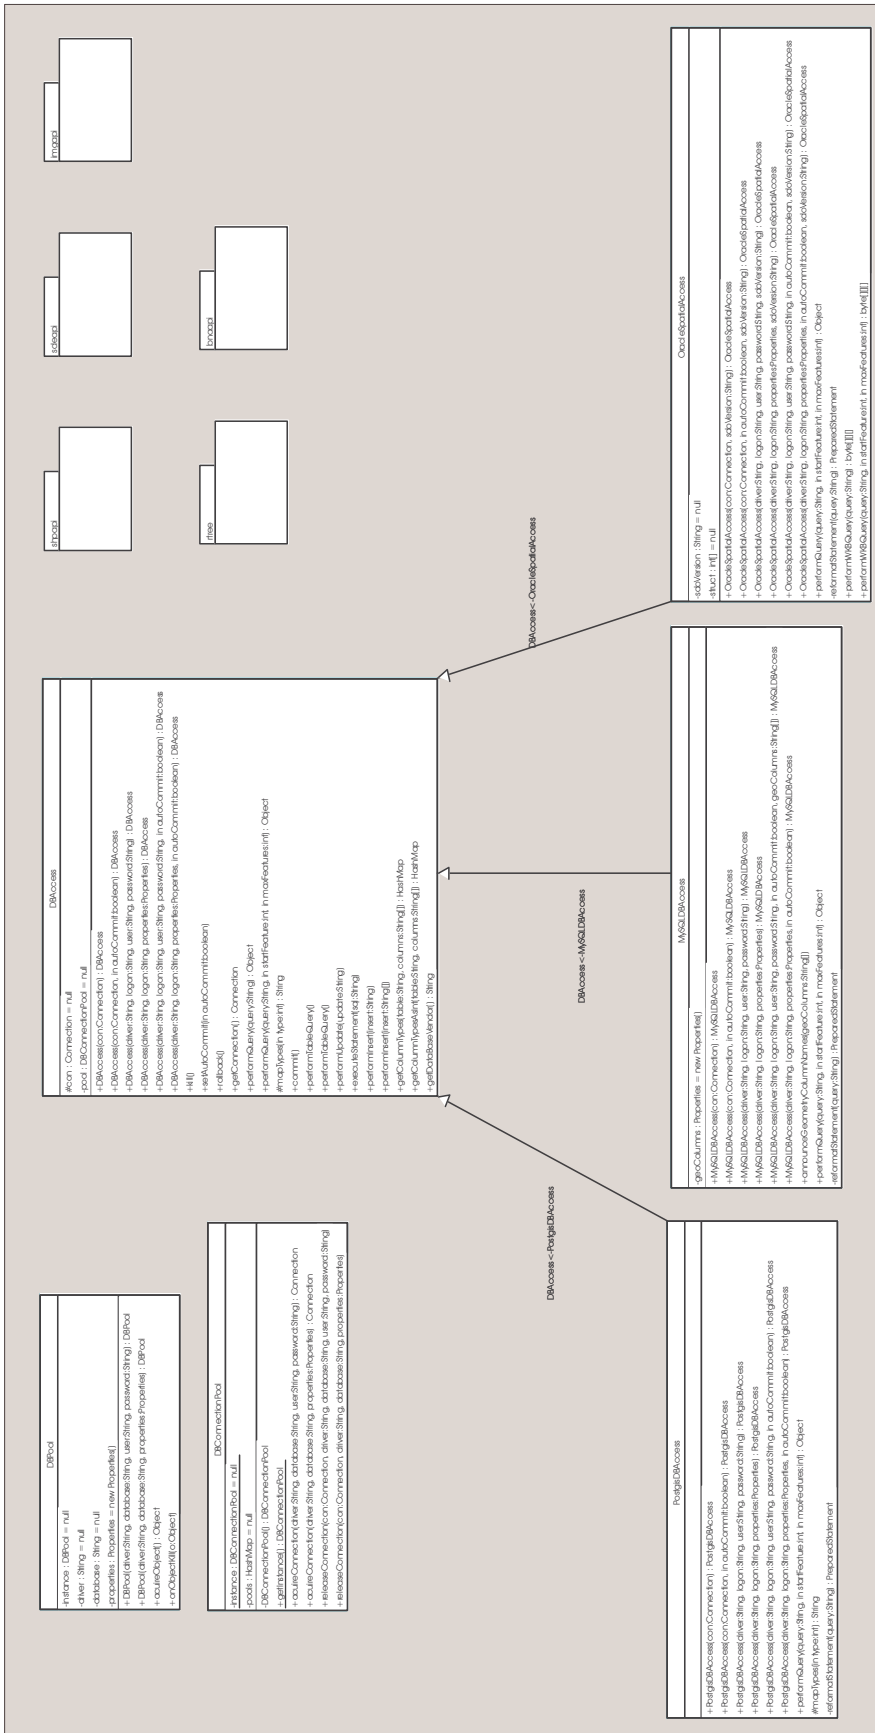 DBPool
-instance : DBPool = null
-driver : String = null
-database : String = null
-properties : Properties = new Properties()
+DBPool(driver:String, database:String, user:String, password:String) : DBPool
+DBPool(driver:String, database:String, properties:Properties) : DBPool
+acuireObject() : Object
+onObjectKill(o:Object)
DBConnectionPool
-instance : DBConnectionPool = null
-pools : HashMap = null
-DBConnectionPool() : DBConnectionPool
+getInstance() : DBConnectionPool
+acuireConnection(driver:String, database:String, user:String, password:String) : Connection
+acuireConnection(driver:String, database:String, properties:Properties) : Connection
+releaseConnection(con:Connection, driver:String, database:String, user:String, password:String)
+releaseConnection(con:Connection, driver:String, database:String, properties:Properties)
DBAccess
#con : Connection = null
-pool : DBConnectionPool = null
+DBAccess(con:Connection) : DBAccess
+DBAccess(con:Connection, in autoCommit:boolean) : DBAccess
+DBAccess(driver:String, logon:String, user:String, password:String) : DBAccess
+DBAccess(driver:String, logon:String, properties:Properties) : DBAccess
+DBAccess(driver:String, logon:String, user:String, password:String, in autoCommit:boolean) : DBAccess
+DBAccess(driver:String, logon:String, properties:Properties, in autoCommit:boolean) : DBAccess
+kill()
+setAutoCommit(in autoCommit:boolean)
+rollback()
+getConnection() : Connection
+performQuery(query:String) : Object
+performQuery(query:String, in startFeature:int, in maxFeatures:int) : Object
#mapTypes(in type:int) : String
+commit()
+performTableQuery()
+performTableQuery()
+performUpdate(update:String)
+executeStatement(sql:String)
+performInsert(insert:String)
+performInsert(insert:String[])
+getColumnTypes(table:String, columns:String[]) : HashMap
+getColumnTypesAsInt(table:String, columns:String[]) : HashMap
+getDataBaseVendor() : String
shpapi
sdeapi
imgapi
rtree
bnaapi
DBAccess<-PostgisDBAccess
DBAccess<-MySQLDBAccess
DBAccess<-OracleSpatialAccess
PostgisDBAccess
+PostgisDBAccess(con:Connection) : PostgisDBAccess
+PostgisDBAccess(con:Connection, in autoCommit:boolean) : PostgisDBAccess
+PostgisDBAccess(driver:String, logon:String, user:String, password:String) : PostgisDBAccess
+PostgisDBAccess(driver:String, logon:String, properties:Properties) : PostgisDBAccess
+PostgisDBAccess(driver:String, logon:String, user:String, password:String, in autoCommit:boolean) : PostgisDBAccess
+PostgisDBAccess(driver:String, logon:String, properties:Properties, in autoCommit:boolean) : PostgisDBAccess
+performQuery(query:String, in startFeature:int, in maxFeatures:int) : Object
#mapTypes(in type:int) : String
-reformatStatement(query:String) : PreparedStatement
MySQLDBAccess
-geoColumns : Properties = new Properties()
+MySQLDBAccess(con:Connection) : MySQLDBAccess
+MySQLDBAccess(con:Connection, in autoCommit:boolean) : MySQLDBAccess
+MySQLDBAccess(driver:String, logon:String, user:String, password:String) : MySQLDBAccess
+MySQLDBAccess(driver:String, logon:String, properties:Properties) : MySQLDBAccess
+MySQLDBAccess(driver:String, logon:String, user:String, password:String, in autoCommit:boolean, geoColumns:String[]) : MySQLDBAccess
+MySQLDBAccess(driver:String, logon:String, properties:Properties, in autoCommit:boolean) : MySQLDBAccess
+announceGeometryColumnNames(geoColumns:String[])
+performQuery(query:String, in startFeature:int, in maxFeatures:int) : Object
-reformatStatement(query:String) : PreparedStatement
OracleSpatialAccess
-sdoVersion : String = null
-struct : int[] = null
+OracleSpatialAccess(con:Connection, sdoVersion:String) : OracleSpatialAccess
+OracleSpatialAccess(con:Connection, in autoCommit:boolean, sdoVersion:String) : OracleSpatialAccess
+OracleSpatialAccess(driver:String, logon:String, user:String, password:String, sdoVersion:String) : OracleSpatialAccess
+OracleSpatialAccess(driver:String, logon:String, properties:Properties, sdoVersion:String) : OracleSpatialAccess
+OracleSpatialAccess(driver:String, logon:String, user:String, password:String, in autoCommit:boolean, sdoVersion:String) : OracleSpatialAccess
+OracleSpatialAccess(driver:String, logon:String, properties:Properties, in autoCommit:boolean, sdoVersion:String) : OracleSpatialAccess
+performQuery(query:String, in startFeature:int, in maxFeatures:int) : Object
-reformatStatement(query:String) : PreparedStatement
+performWKBQuery(query:String) : byte[][][]
+performWKBQuery(query:String, in startFeature:int, in maxFeatures:int) : byte[][][]